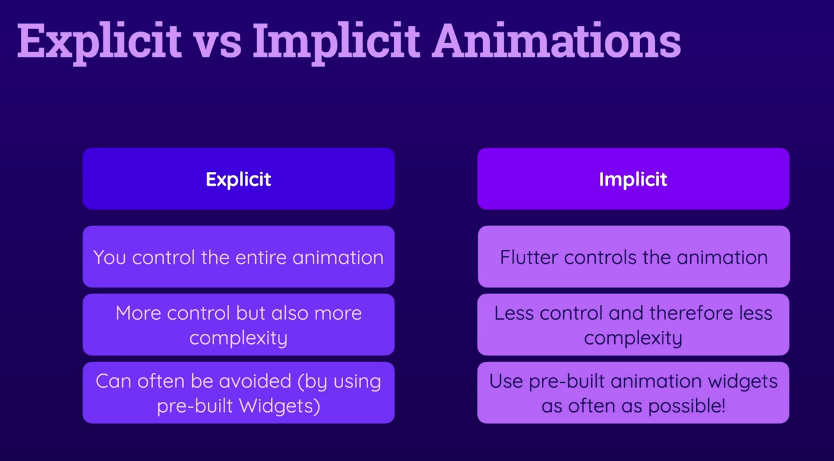 Explicit vs Implicit Animations
Explicit
You control the entire animation
More control but also more
complexity
Can often be avoided (by using
pre-built Widgets)
Implicit
Flutter controls the animation
Less control and therefore less
complexity
Use pre-built animation widgets
as often as possible!